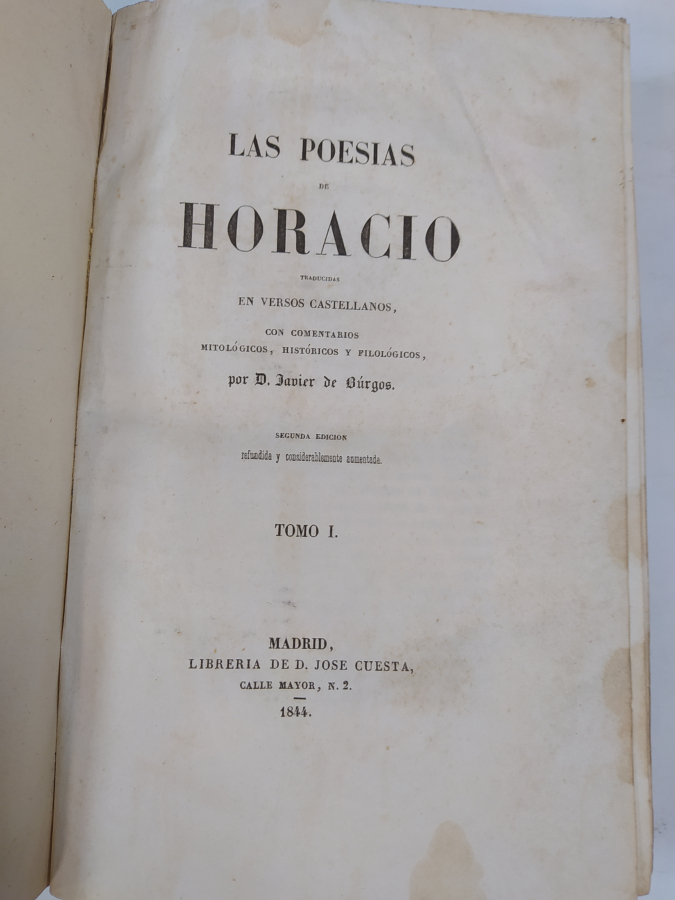 LAS POESIAS
DE
HORACIO
TRADUCIDAS
EN VERSOS CASTELLANOS,
CON COMENTARIOS
MITOLÓGICOS, HISTÓRICOS Y FILOLÓGICOS,
por D. Javier de Búrgos.
SEGUNDA EDICION
refundida y considerablemente aumentada.
TOMO I.
MADRID,
LIBRERIA DE D. JOSE CUESTA,
CALLE MAYOR, N. 2.
1844.